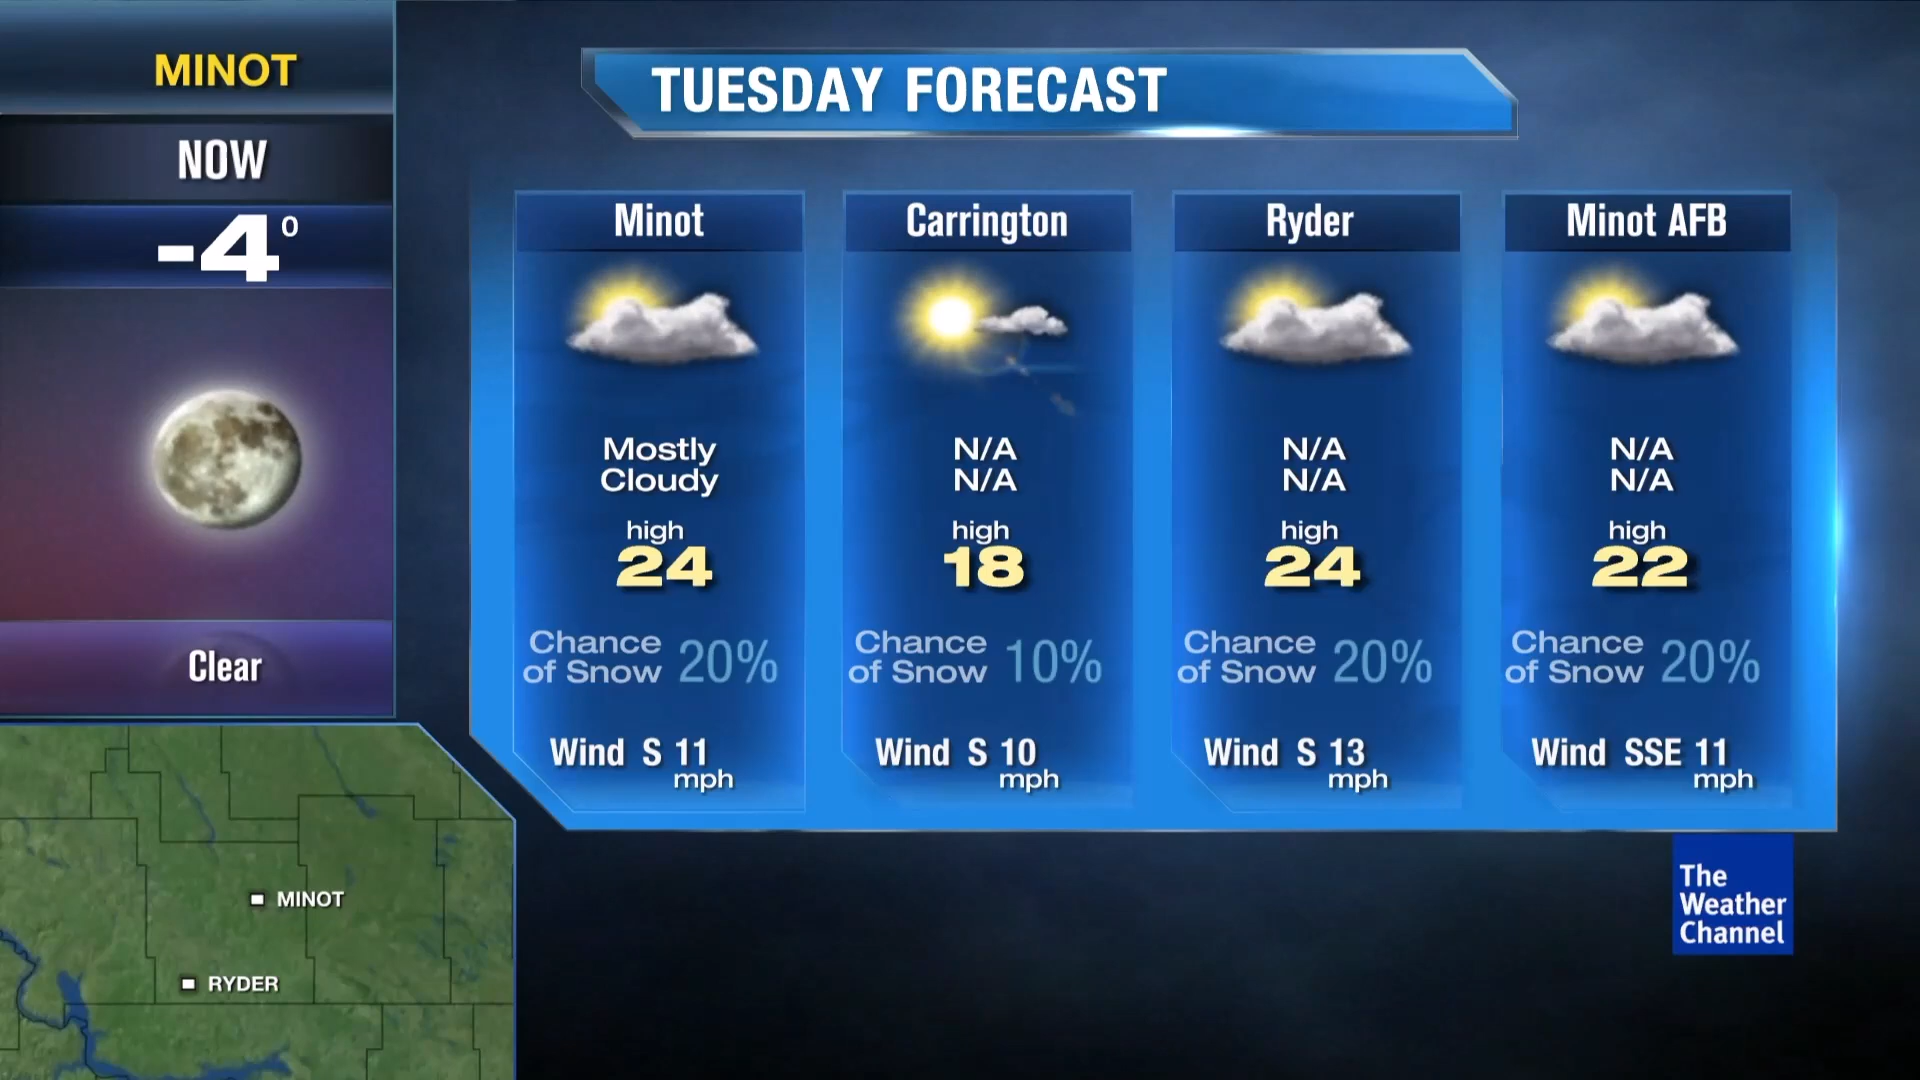 MINOT
NOW
-4°
Clear
MINOT
RYDER
TUESDAY FORECAST
Minot
Mostly
Cloudy
high
24
Chance
of Snow 20%
Wind S 11
mph
Carrington
N/A
N/A
high
18
Chance
of Snow 10%
Wind S 10
mph
Ryder
N/A
N/A
high
24
Chance
of Snow 20%
Wind S 13
mph
Minot AFB
N/A
N/A
high
22
Chance
of Snow 20%
Wind SSE 11
mph
The
Weather
Channel